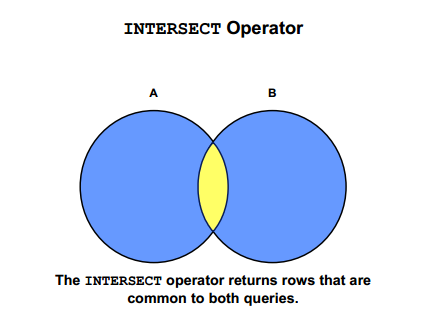 INTERSECT Operator
A B
The INTERSECT operator returns rows that are
common to both queries.